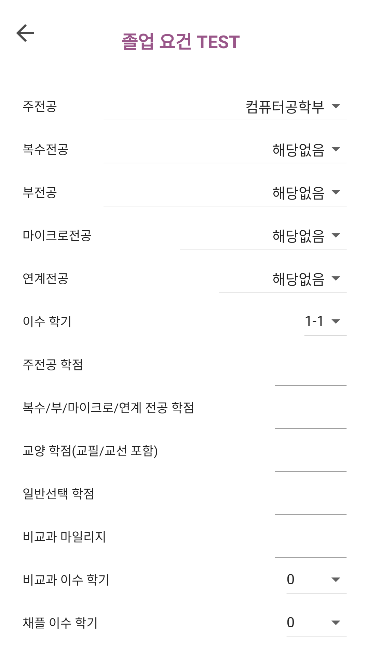 졸업 요건 TEST
주전공 컴퓨터공학부
복수전공 해당없음
부전공 해당없음
마이크로전공 해당없음
연계전공 해당없음
이수 학기 1-1
주전공 학점
복수/부/마이크로/연계 전공 학점
교양 학점(교필/교선 포함)
일반선택 학점
비교과 마일리지
비교과 이수 학기 0
채플 이수 학기 0